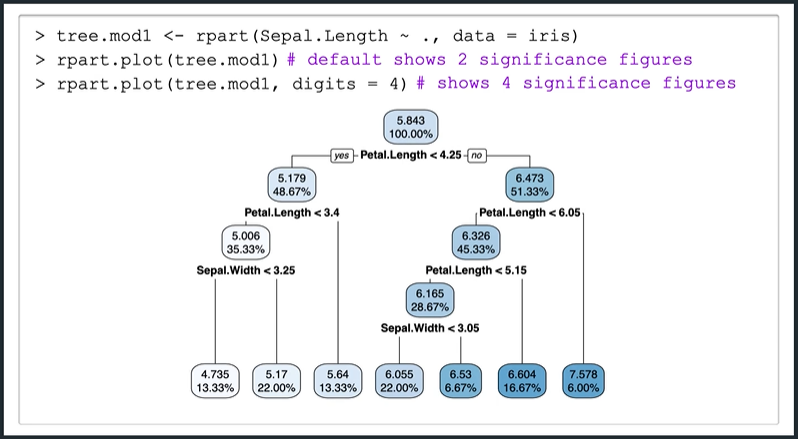 > tree.mod1 <- rpart(Sepal.Length ~ ., data = iris)
> rpart.plot(tree.mod1) # default shows 2 significance figures
> rpart.plot(tree.mod1, digits = 4) # shows 4 significance figures
5.843
100.00%
yes Petal.Length < 4.25 no
5.179 6.473
48.67% 51.33%
Petal.Length < 3.4 Petal.Length < 6.05
5.006 6.326
35.33% 45.33%
Sepal.Width < 3.25 Petal.Length < 5.15
6.165
28.67%
Sepal.Width < 3.05
4.735 5.17 5.64 6.055 6.53 6.604 7.578
13.33% 22.00% 13.33% 22.00% 6.67% 16.67% 6.00%